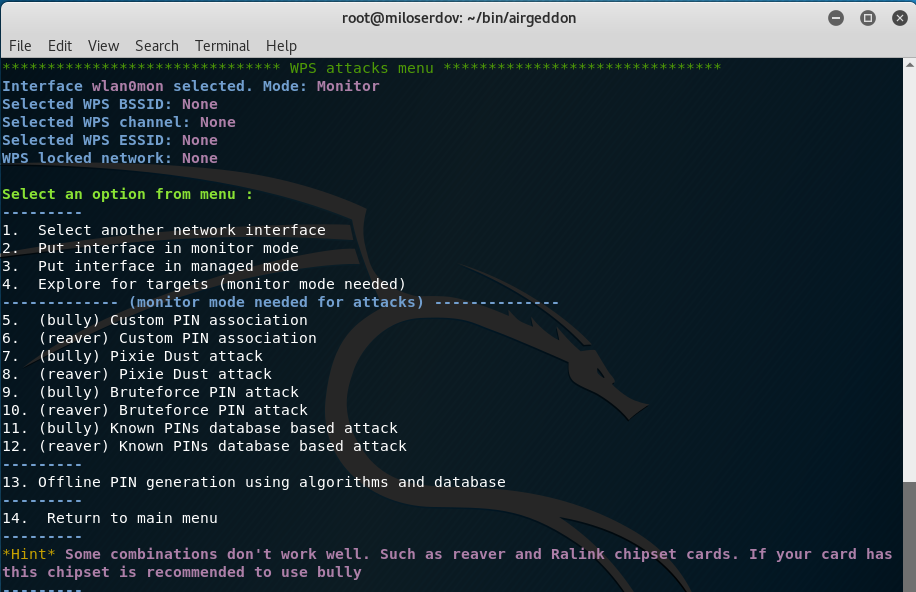 root@miloserdov: ~/bin/airgeddon
File Edit View Search Terminal Help
******************************* WPS attacks menu *******************************
Interface wlan0mon selected. Mode: Monitor
Selected WPS BSSID: None
Selected WPS channel: None
Selected WPS ESSID: None
WPS locked network: None
Select an option from menu :
---------
1.  Select another network interface
2.  Put interface in monitor mode
3.  Put interface in managed mode
4.  Explore for targets (monitor mode needed)
------------- (monitor mode needed for attacks) --------------
5.  (bully) Custom PIN association
6.  (reaver) Custom PIN association
7.  (bully) Pixie Dust attack
8.  (reaver) Pixie Dust attack
9.  (bully) Bruteforce PIN attack
10. (reaver) Bruteforce PIN attack
11. (bully) Known PINs database based attack
12. (reaver) Known PINs database based attack
---------
13. Offline PIN generation using algorithms and database
---------
14.  Return to main menu
---------
*Hint* Some combinations don't work well. Such as reaver and Ralink chipset cards. If your card has
this chipset is recommended to use bully
---------